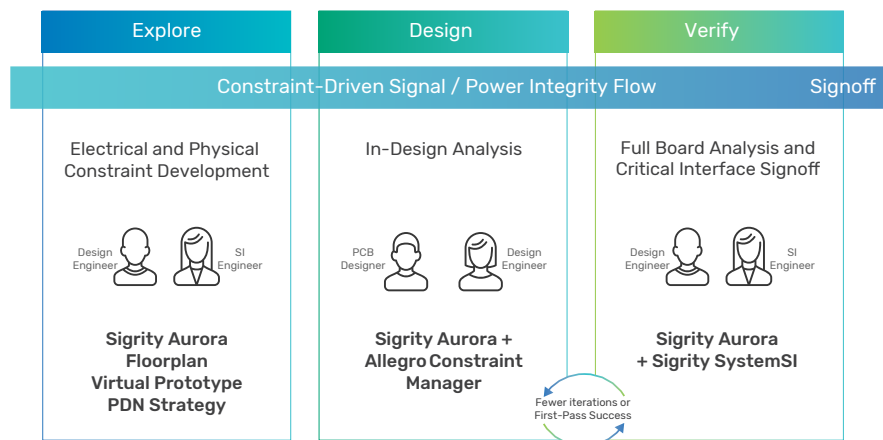 Explore
Design
Verify
Constraint-Driven Signal / Power Integrity Flow
Signoff
Electrical and Physical
Constraint Development
Design
Engineer
SI
Engineer
Sigrity Aurora
Floorplan
Virtual Prototype
PDN Strategy
In-Design Analysis
PCB
Designer
Design
Engineer
Sigrity Aurora +
Allegro Constraint
Manager
Full Board Analysis and
Critical Interface Signoff
Design
Engineer
SI
Engineer
Sigrity Aurora
+ Sigrity SystemSI
Fewer iterations or
First-Pass Success